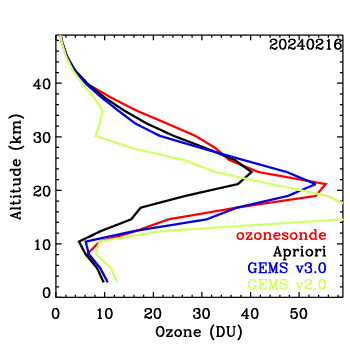 20240216
40
30
20
10
0
Altitude (km)
ozonesonde
Apriori
GEMS v3.0
GEMS v2.0
0 10 20 30 40 50
Ozone (DU)